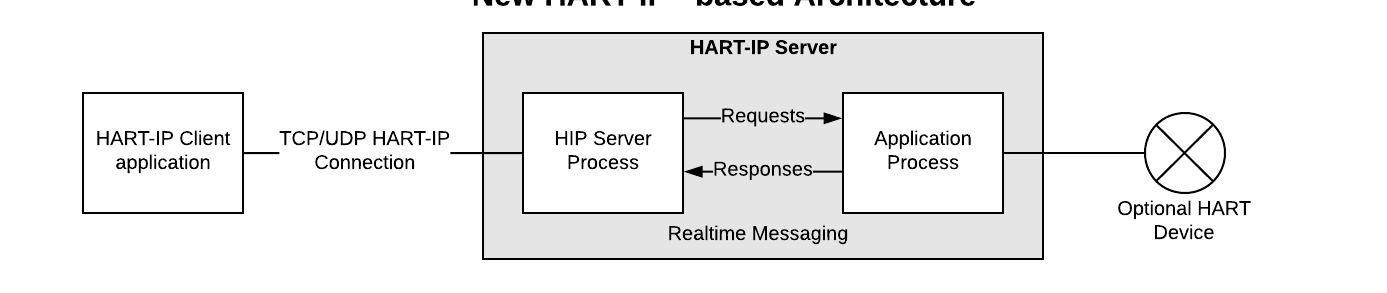 New HART-IP - based Architecture
HART-IP Server
HART-IP Client
application
TCP/UDP HART-IP
Connection
HIP Server
Process
Requests
Responses
Application
Process
Realtime Messaging
Optional HART
Device